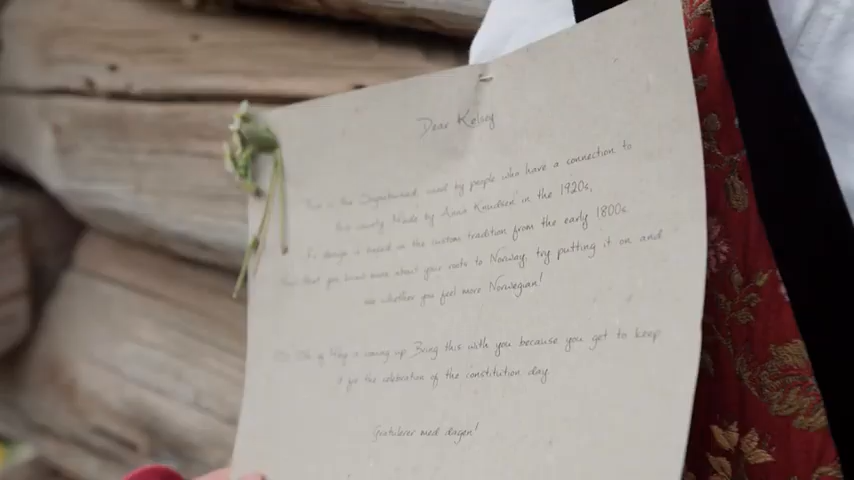 Dear Kelsey
This is the used by people who have a connection to
this county. Made by Anna Knudsen in the 1920s,
design is based on the custom tradition from the early 1800s.
that you know more about your roots to Norway, try putting it on and
see whether you feel more Norwegian!
of May is coming up. Bring this with you because you get to keep
it for the celebration of the constitution day.
Gratulerer med dagen!